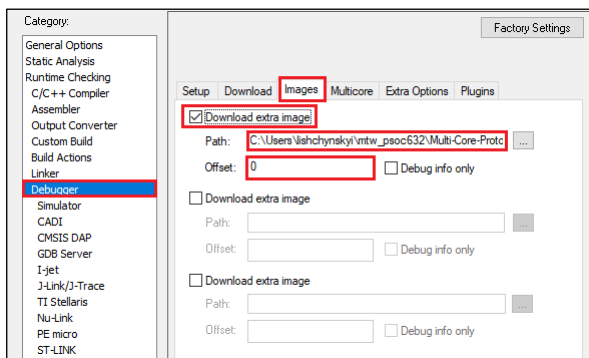 Category:
Factory Settings
General Options
Static Analysis
Runtime Checking
C/C++ Compiler
Assembler
Output Converter
Custom Build
Build Actions
Linker
Debugger
Simulator
CADI
CMSIS DAP
GDB Server
I-jet
J-Link/J-Trace
TI Stellaris
Nu-Link
PE micro
ST-LINK
Setup Download Images Multicore Extra Options Plugins
Download extra image
Path: C:\Users\lishchynskyi\mtw_psoc632\Multi-Core-Proto ...
Offset: 0 Debug info only
Download extra image
Path: ...
Offset: Debug info only
Download extra image
Path: ...
Offset: Debug info only